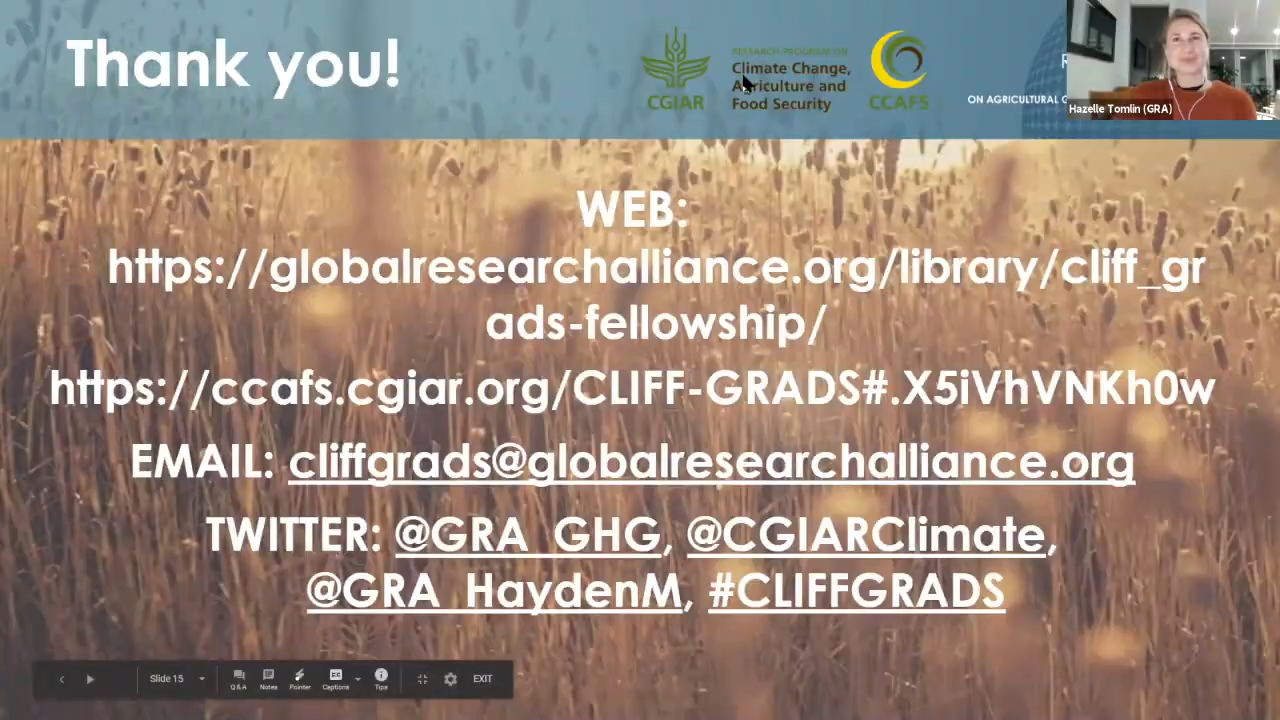 Thank you!
CGIAR
RESEARCH PROGRAM ON
Climate Change,
Agriculture and
Food Security
CCAFS
R
ON AGRICULTURAL G
Hazelle Tomlin (GRA)
WEB:
https://globalresearchalliance.org/library/cliff_gr
ads-fellowship/
https://ccafs.cgiar.org/CLIFF-GRADS#.X5iVhVNKh0w
EMAIL: cliffgrads@globalresearchalliance.org
TWITTER: @GRA_GHG, @CGIARClimate,
@GRA_HaydenM, #CLIFFGRADS
Slide 15
Q&A
Notes
Pointer
CC
Captions
Tips
EXIT